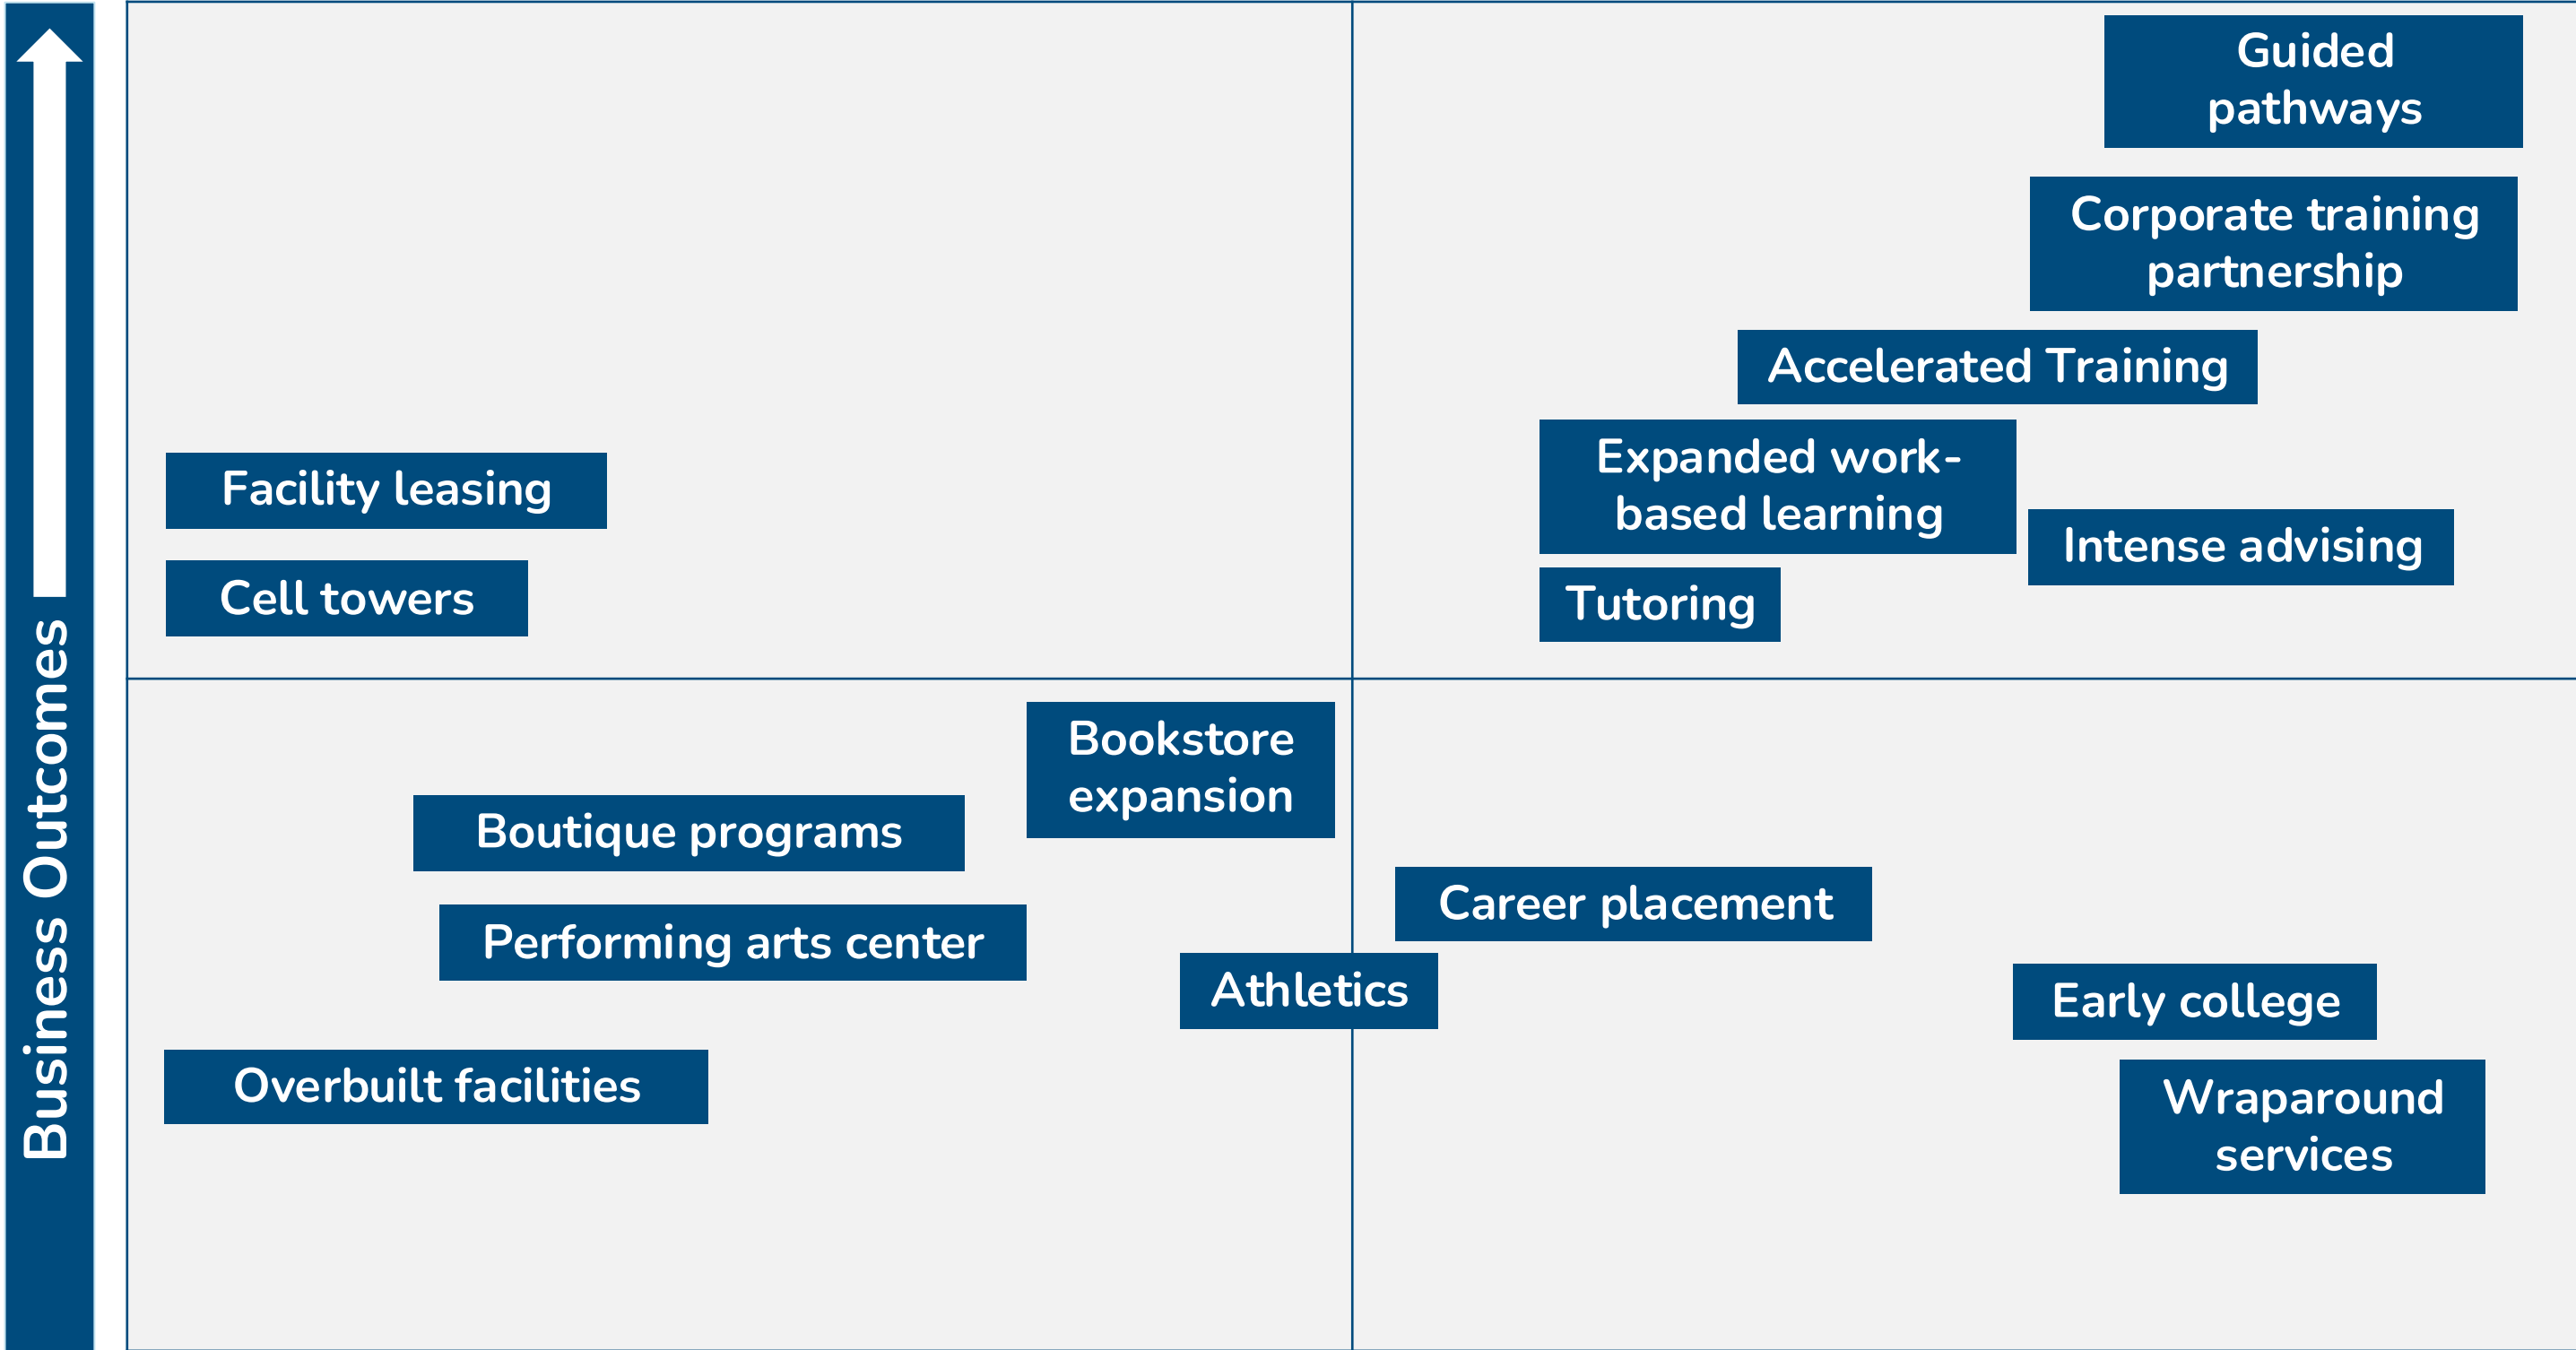 Business Outcomes
Guided
pathways
Corporate training
partnership
Accelerated Training
Expanded work-
based learning
Intense advising
Tutoring
Facility leasing
Cell towers
Bookstore
expansion
Boutique programs
Performing arts center
Athletics
Overbuilt facilities
Career placement
Early college
Wraparound
services